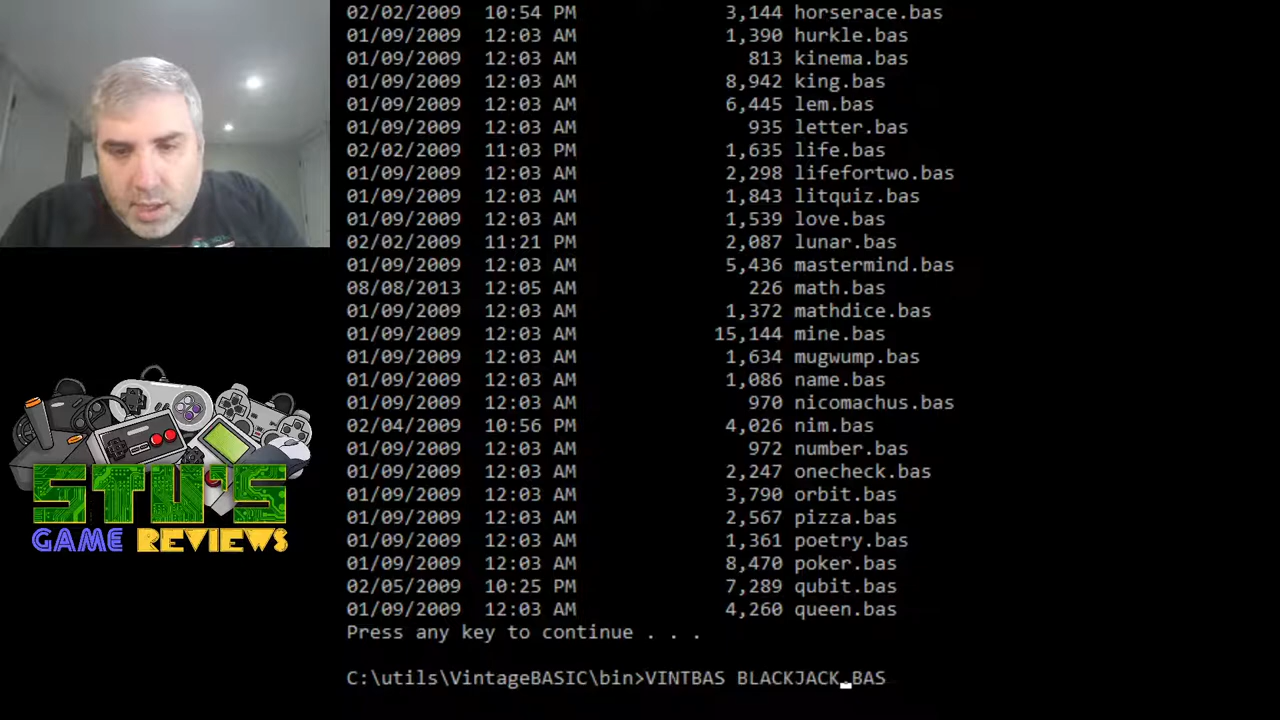 02/02/2009 10:54 PM 3,144 horserace.bas
01/09/2009 12:03 AM 1,390 hurkle.bas
01/09/2009 12:03 AM 813 kinema.bas
01/09/2009 12:03 AM 8,942 king.bas
01/09/2009 12:03 AM 6,445 lem.bas
01/09/2009 12:03 AM 935 letter.bas
02/02/2009 11:03 PM 1,635 life.bas
01/09/2009 12:03 AM 2,298 lifefortwo.bas
01/09/2009 12:03 AM 1,843 litquiz.bas
01/09/2009 12:03 AM 1,539 love.bas
02/02/2009 11:21 PM 2,087 lunar.bas
01/09/2009 12:03 AM 5,436 mastermind.bas
08/08/2013 12:05 AM 226 math.bas
01/09/2009 12:03 AM 1,372 mathdice.bas
01/09/2009 12:03 AM 15,144 mine.bas
01/09/2009 12:03 AM 1,634 mugwump.bas
01/09/2009 12:03 AM 1,086 name.bas
01/09/2009 12:03 AM 970 nicomachus.bas
02/04/2009 10:56 PM 4,026 nim.bas
01/09/2009 12:03 AM 972 number.bas
01/09/2009 12:03 AM 2,247 onecheck.bas
01/09/2009 12:03 AM 3,790 orbit.bas
01/09/2009 12:03 AM 2,567 pizza.bas
01/09/2009 12:03 AM 1,361 poetry.bas
01/09/2009 12:03 AM 8,470 poker.bas
02/05/2009 10:25 PM 7,289 qubit.bas
01/09/2009 12:03 AM 4,260 queen.bas
Press any key to continue . . .
C:\utils\VintageBASIC\bin>VINTBAS BLACKJACK.BAS
STU'S
GAME REVIEWS